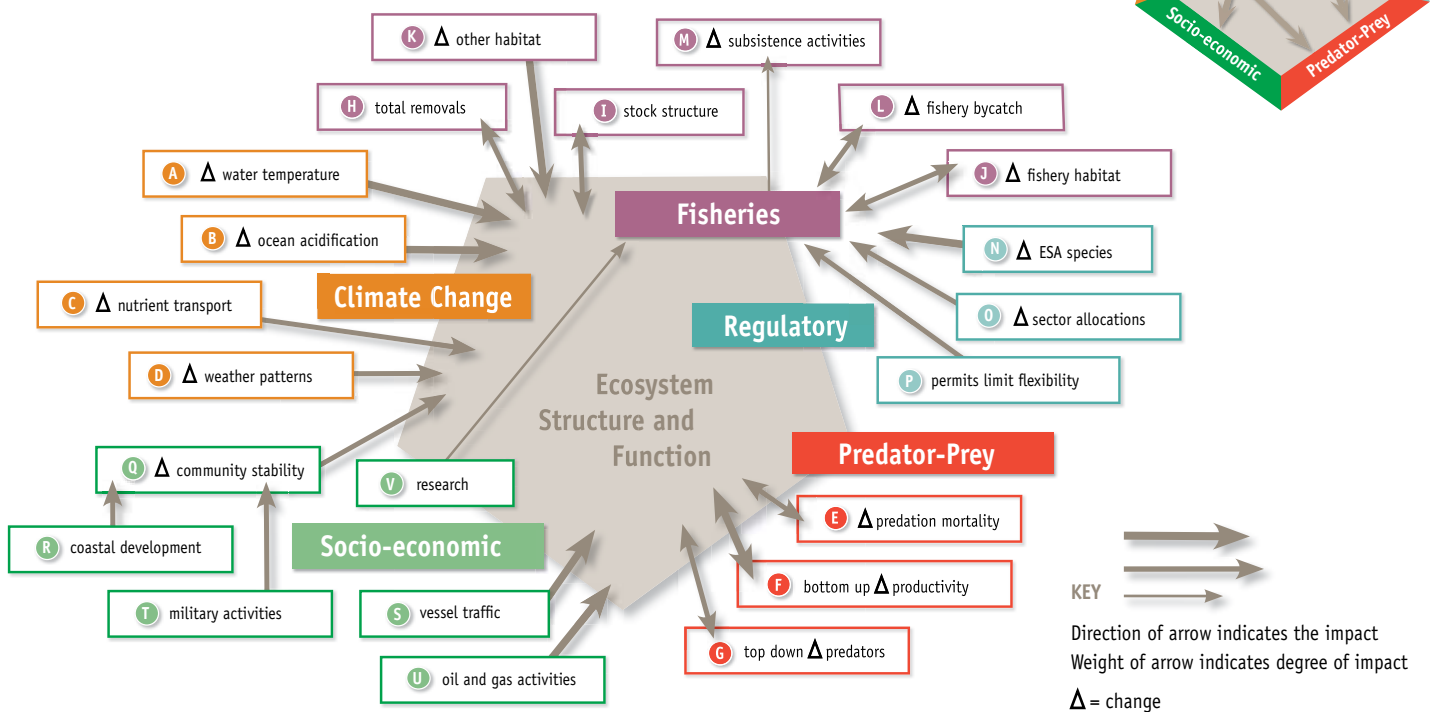 Socio-economic
Predator-Prey
K Δ other habitat
M Δ subsistence activities
H total removals
I stock structure
L Δ fishery bycatch
A Δ water temperature
J Δ fishery habitat
Fisheries
B Δ ocean acidification
N Δ ESA species
C Δ nutrient transport
Climate Change
O Δ sector allocations
Regulatory
D Δ weather patterns
P permits limit flexibility
Ecosystem
Structure and
Function
Q Δ community stability
V research
Predator-Prey
R coastal development
Socio-economic
E Δ predation mortality
T military activities
S vessel traffic
F bottom up Δ productivity
G top down Δ predators
U oil and gas activities
KEY
Direction of arrow indicates the impact
Weight of arrow indicates degree of impact
Δ = change